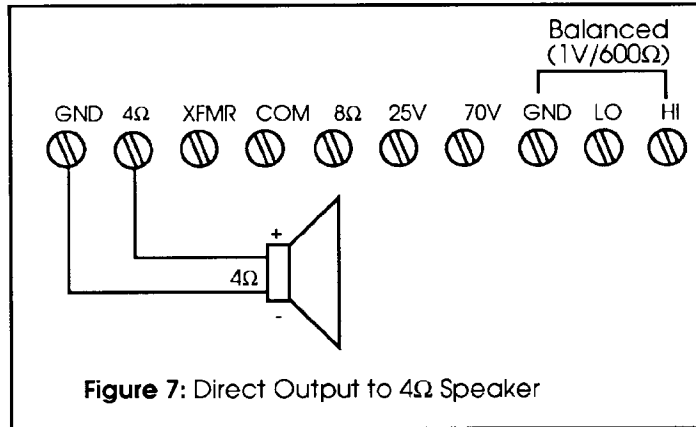 Balanced
(1V/600Ω)
GND 4Ω XFMR COM 8Ω 25V 70V GND LO HI
+
4Ω
-
Figure 7: Direct Output to 4Ω Speaker